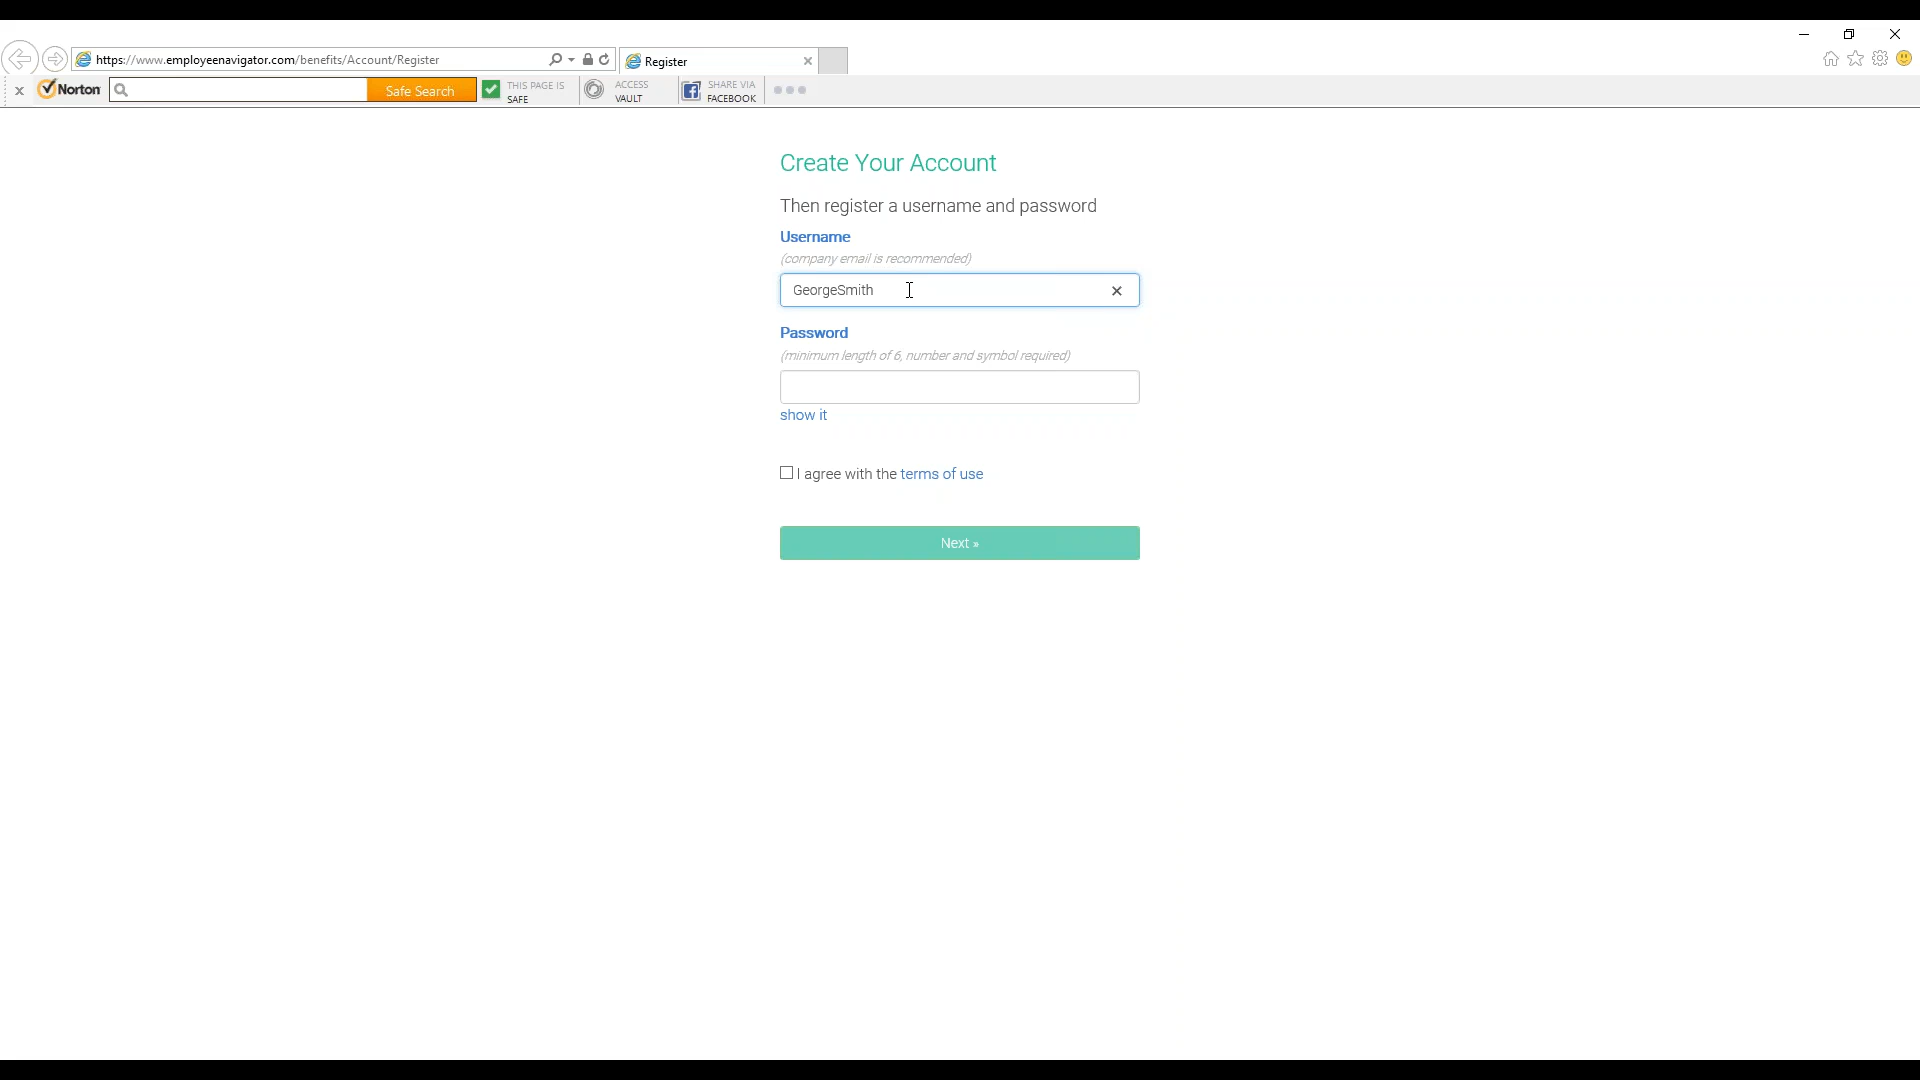 https://www.employeenavigator.com/benefits/Account/Register
Register
Norton
Safe Search
THIS PAGE IS
SAFE
ACCESS
VAULT
SHARE VIA
FACEBOOK
Create Your Account
Then register a username and password
Username
(company email is recommended)
GeorgeSmith
Password
(minimum length of 6, number and symbol required)
show it
I agree with the terms of use
Next »